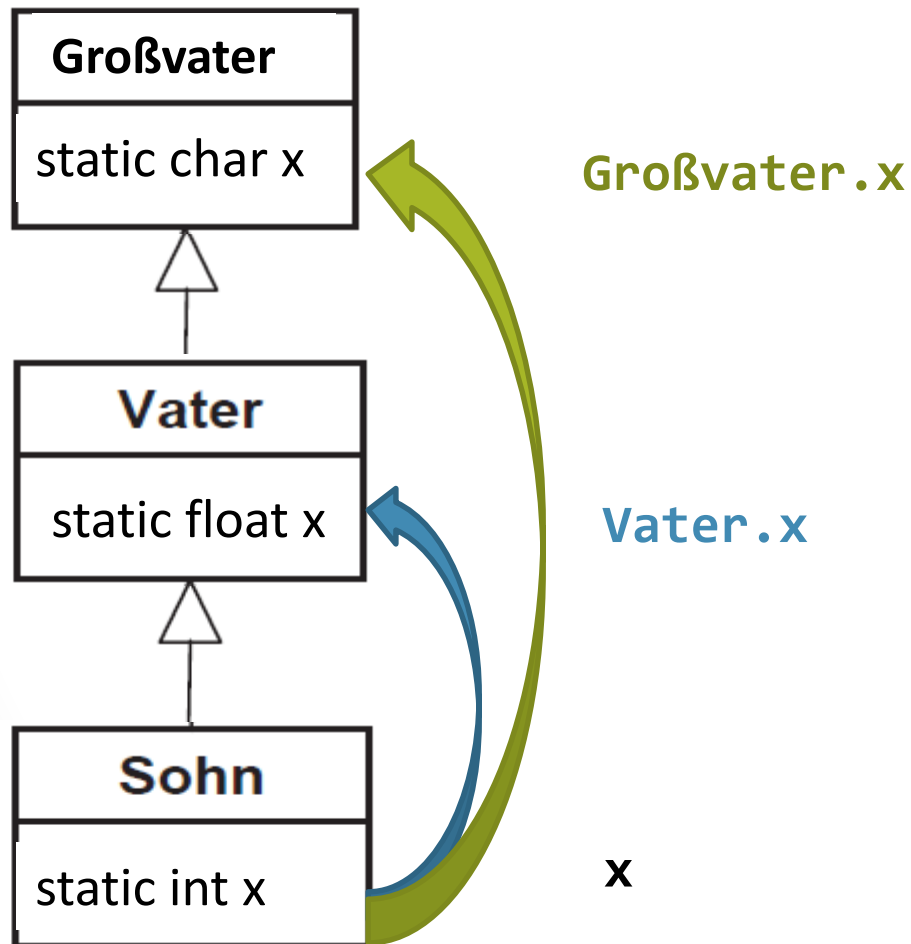 Großvater
static char x
Großvater.x
Vater
static float x
Vater.x
Sohn
static int x
x